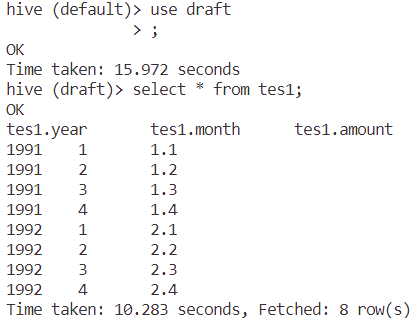 hive (default)> use draft
              > ;
OK
Time taken: 15.972 seconds
hive (draft)> select * from tes1;
OK
tes1.year       tes1.month      tes1.amount
1991    1       1.1
1991    2       1.2
1991    3       1.3
1991    4       1.4
1992    1       2.1
1992    2       2.2
1992    3       2.3
1992    4       2.4
Time taken: 10.283 seconds, Fetched: 8 row(s)